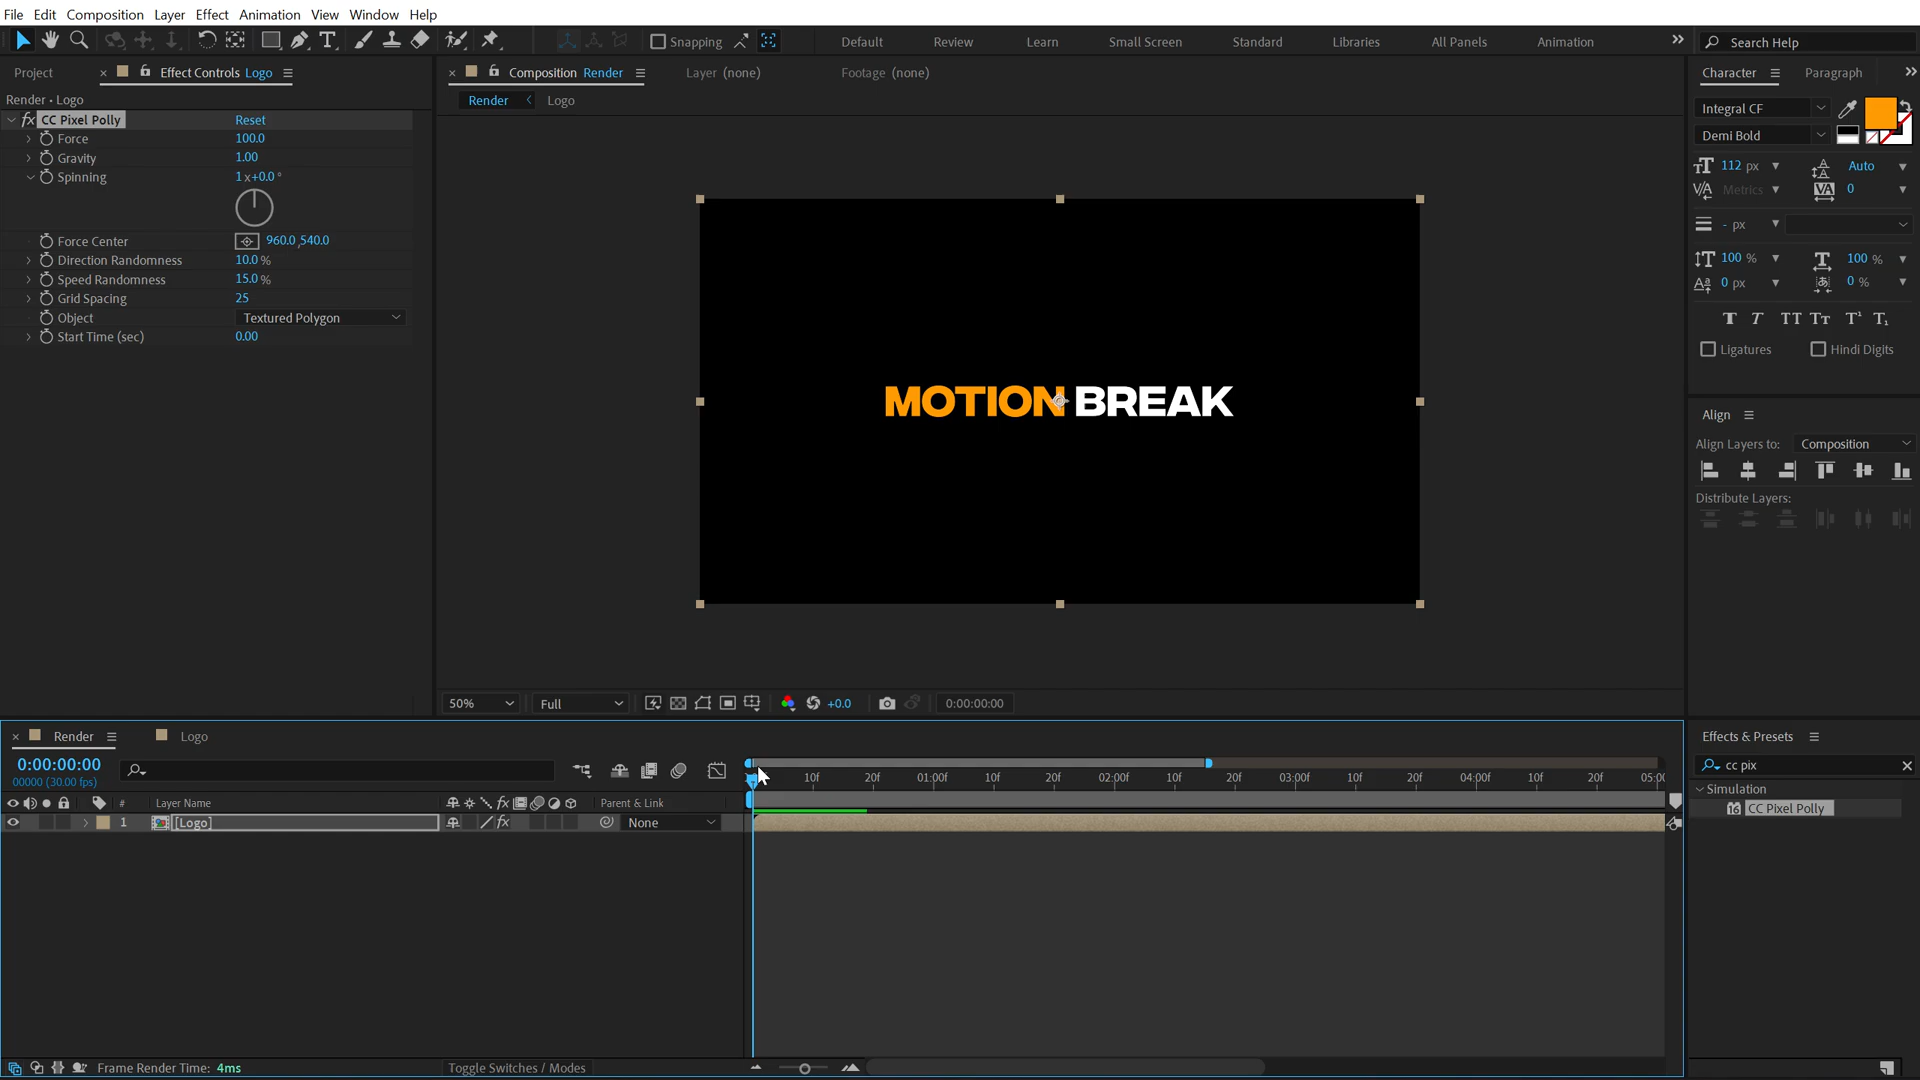 File Edit Composition Layer Effect Animation View Window Help
Snapping Default Review Learn Small Screen Standard Libraries All Panels Animation Search Help
Project Effect Controls Logo Composition Render Layer (none) Footage (none) Character Paragraph
Render • Logo Render Logo
CC Pixel Polly Reset
Force 100.0
Gravity 1.00
Spinning 1x+0.0°
Force Center 960.0,540.0
Direction Randomness 10.0 %
Speed Randomness 15.0 %
Grid Spacing 25
Object Textured Polygon
Start Time (sec) 0.00
MOTION BREAK
Integral CF
Demi Bold
112 px Auto
Metrics 0
- px
100 % 100 %
0 px 0 %
Ligatures Hindi Digits
Align
Align Layers to: Composition
Distribute Layers:
50% Full +0.0 0:00:00:00
Render Logo
0:00:00:00
00000 (30.00 fps)
10f 20f 01:00f 10f 20f 02:00f 10f 20f 03:00f 10f 20f 04:00f 10f 20f 05:00
# Layer Name Parent & Link
1 [Logo] None
Effects & Presets
cc pix
Simulation
CC Pixel Polly
Frame Render Time: 4ms Toggle Switches / Modes